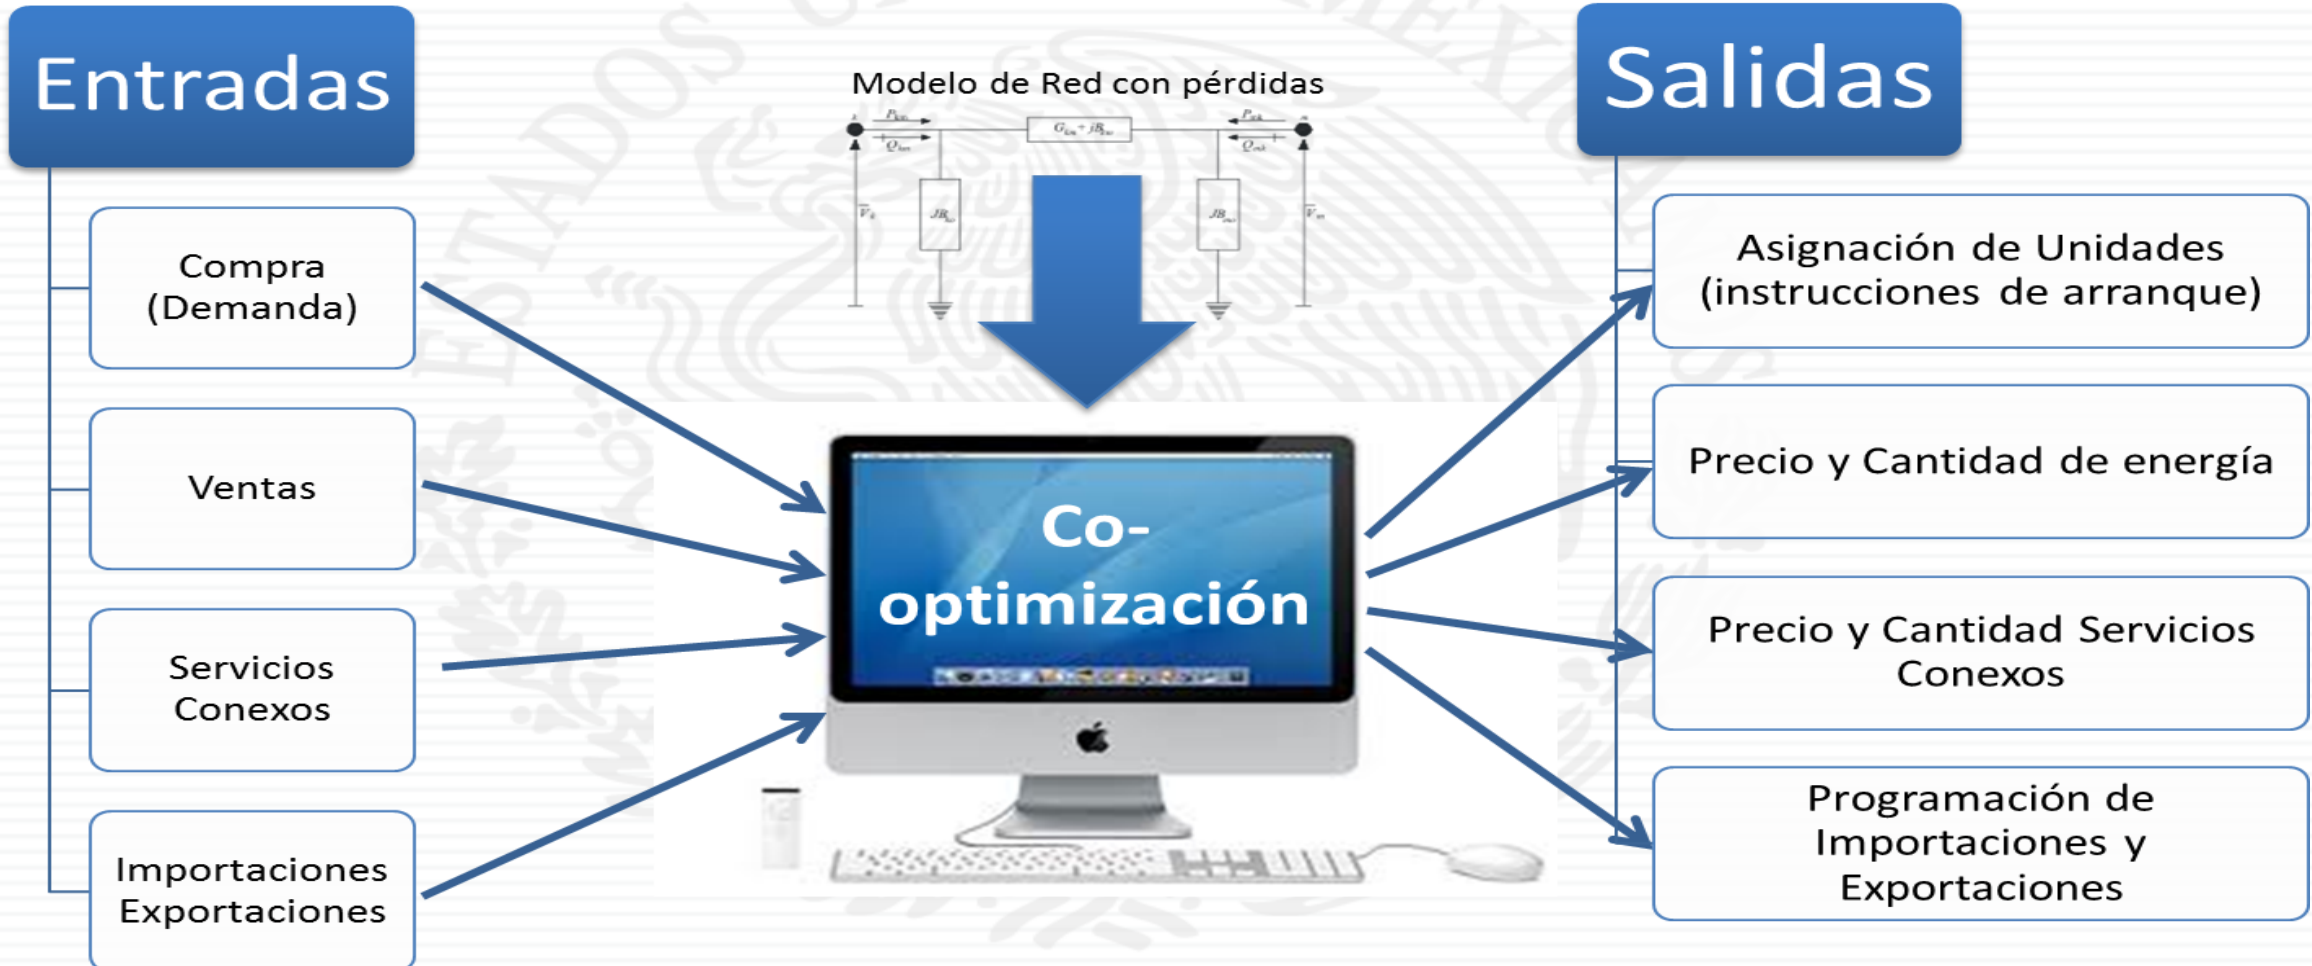 Entradas
Compra
(Demanda)
Ventas
Servicios
Conexos
Importaciones
Exportaciones
Modelo de Red con pérdidas
Co-
optimización
Salidas
Asignación de Unidades
(instrucciones de arranque)
Precio y Cantidad de energía
Precio y Cantidad Servicios
Conexos
Programación de
Importaciones y
Exportaciones
ESTADOS